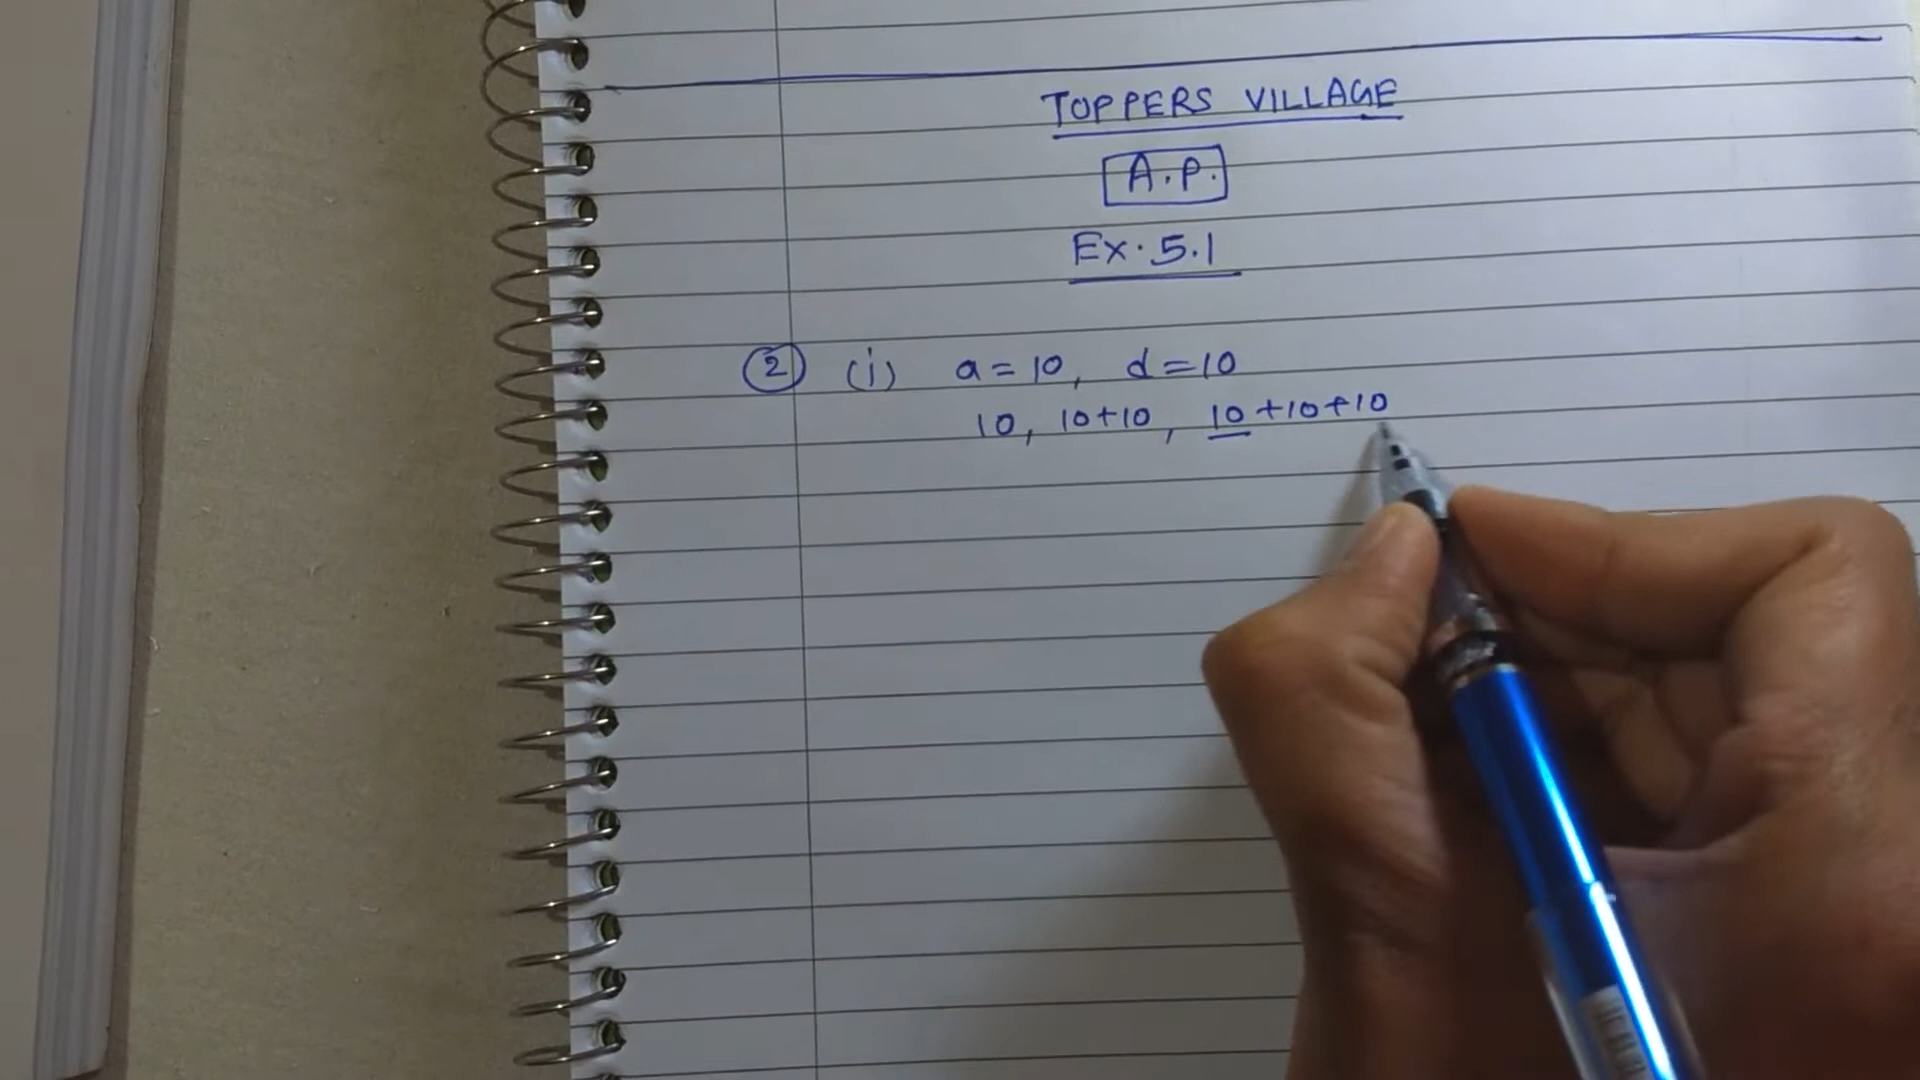 TOPPERS VILLAGE
A.P.
Ex. 5.1
2 (i) a = 10, d = 10
10, 10+10, 10+10+10